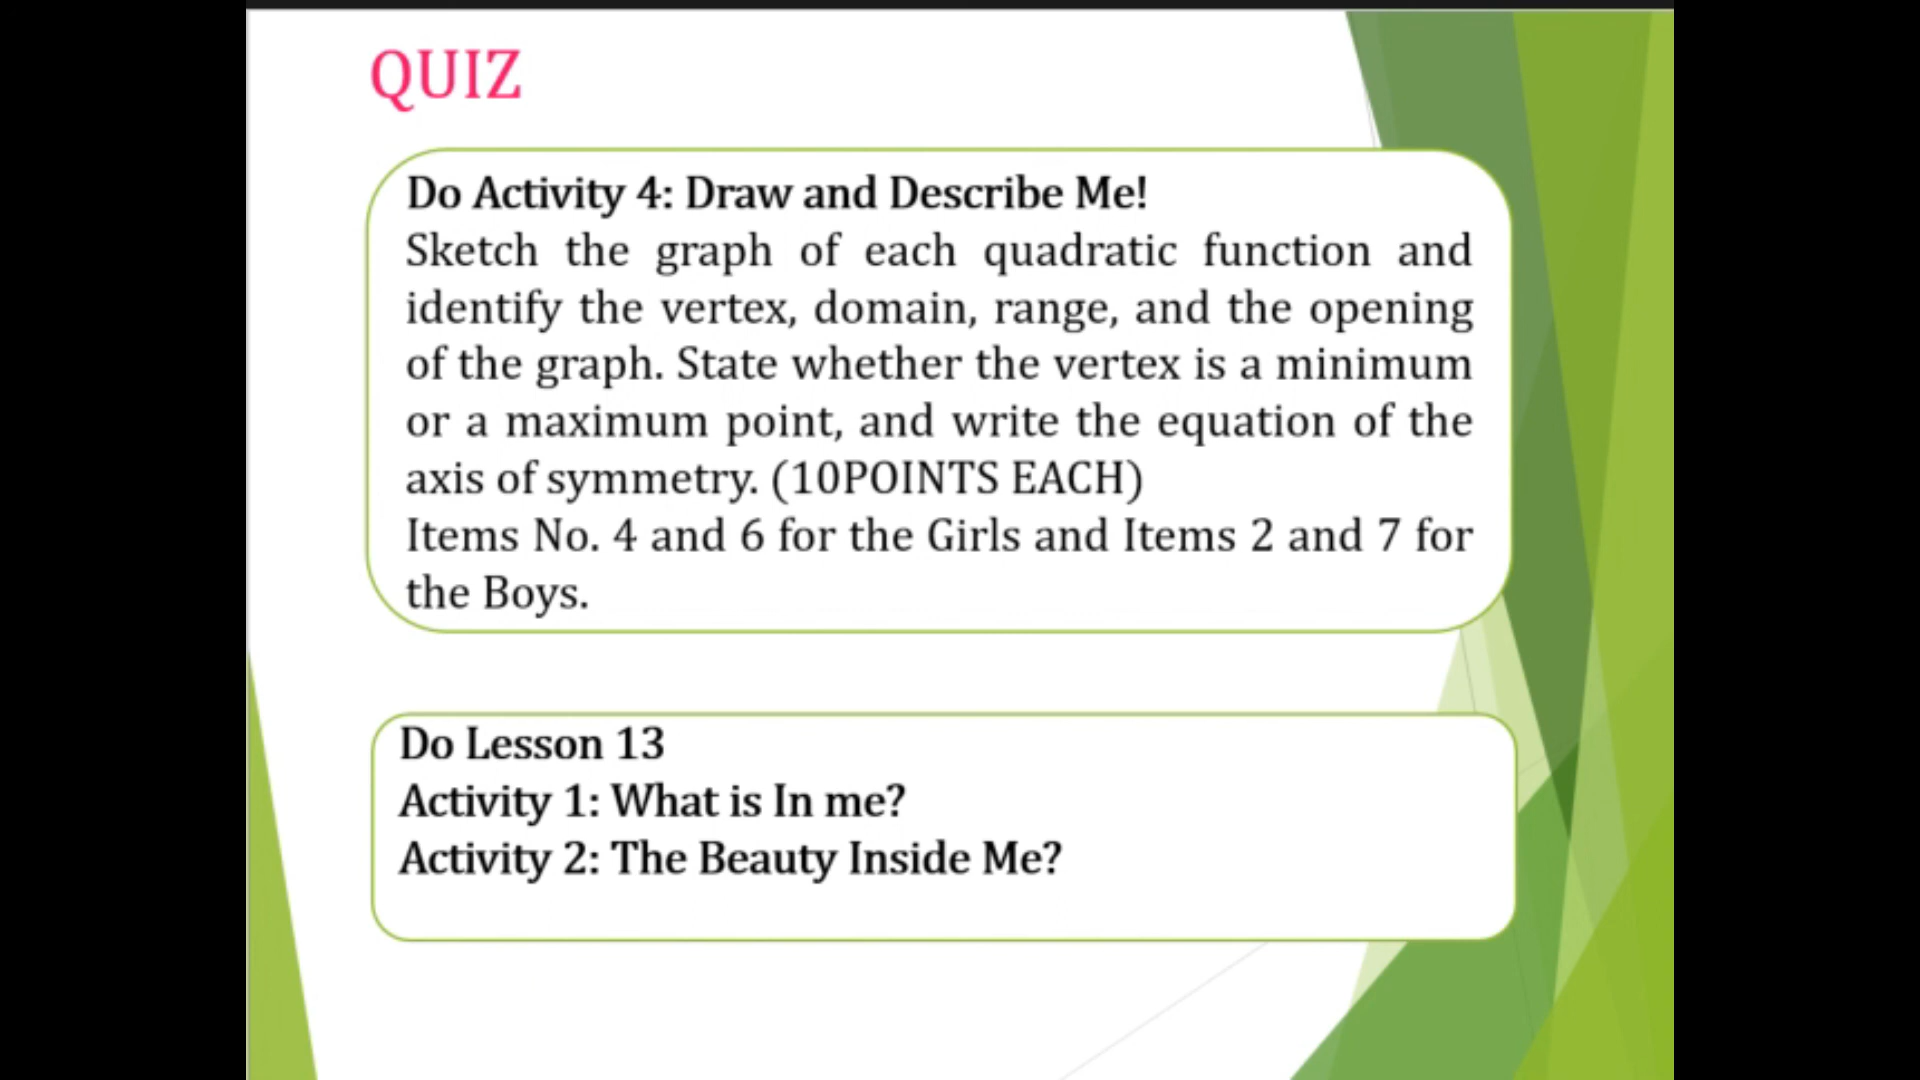 QUIZ
Do Activity 4: Draw and Describe Me!
Sketch the graph of each quadratic function and
identify the vertex, domain, range, and the opening
of the graph. State whether the vertex is a minimum
or a maximum point, and write the equation of the
axis of symmetry. (10POINTS EACH)
Items No. 4 and 6 for the Girls and Items 2 and 7 for
the Boys.
Do Lesson 13
Activity 1: What is In me?
Activity 2: The Beauty Inside Me?